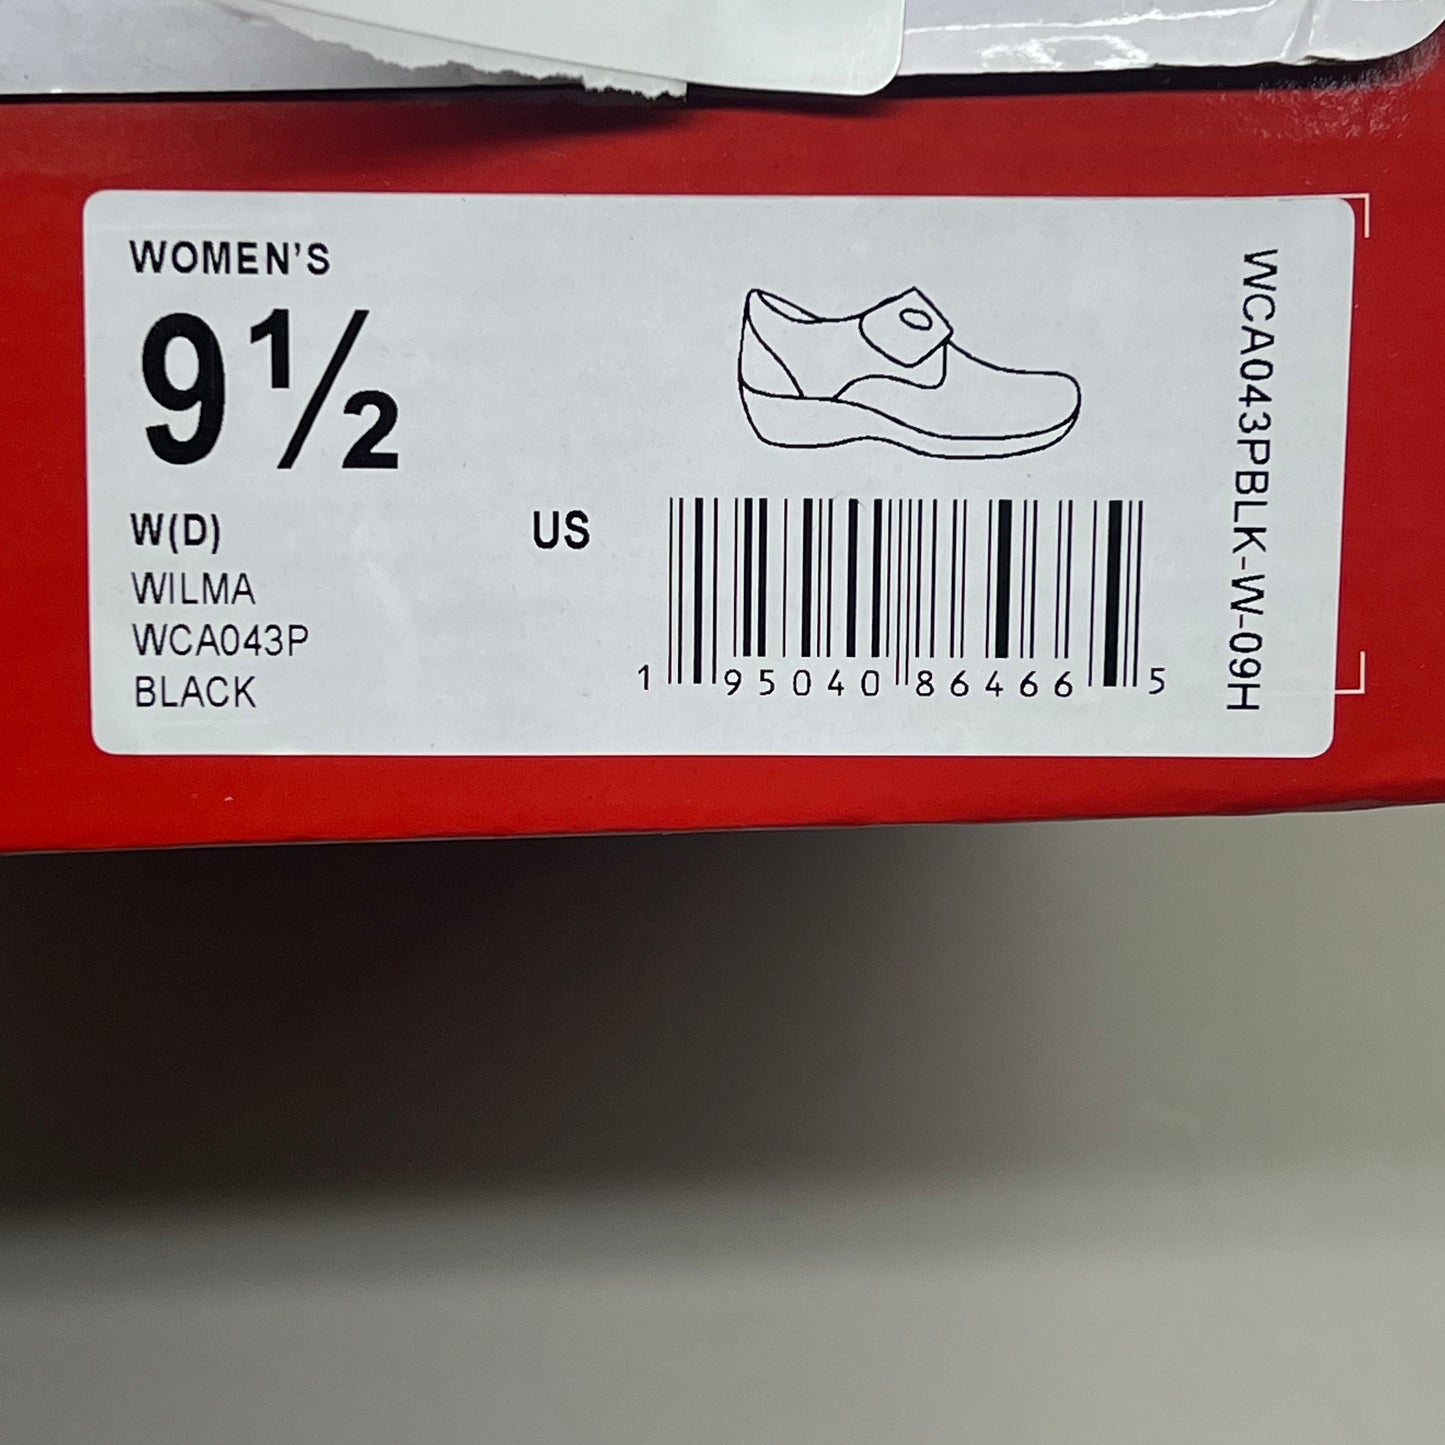 WOMEN'S
9½
W(D)
US
WILMA
WCA043P
BLACK
1 95040 86466 5
WCA043PBLK-W-09H